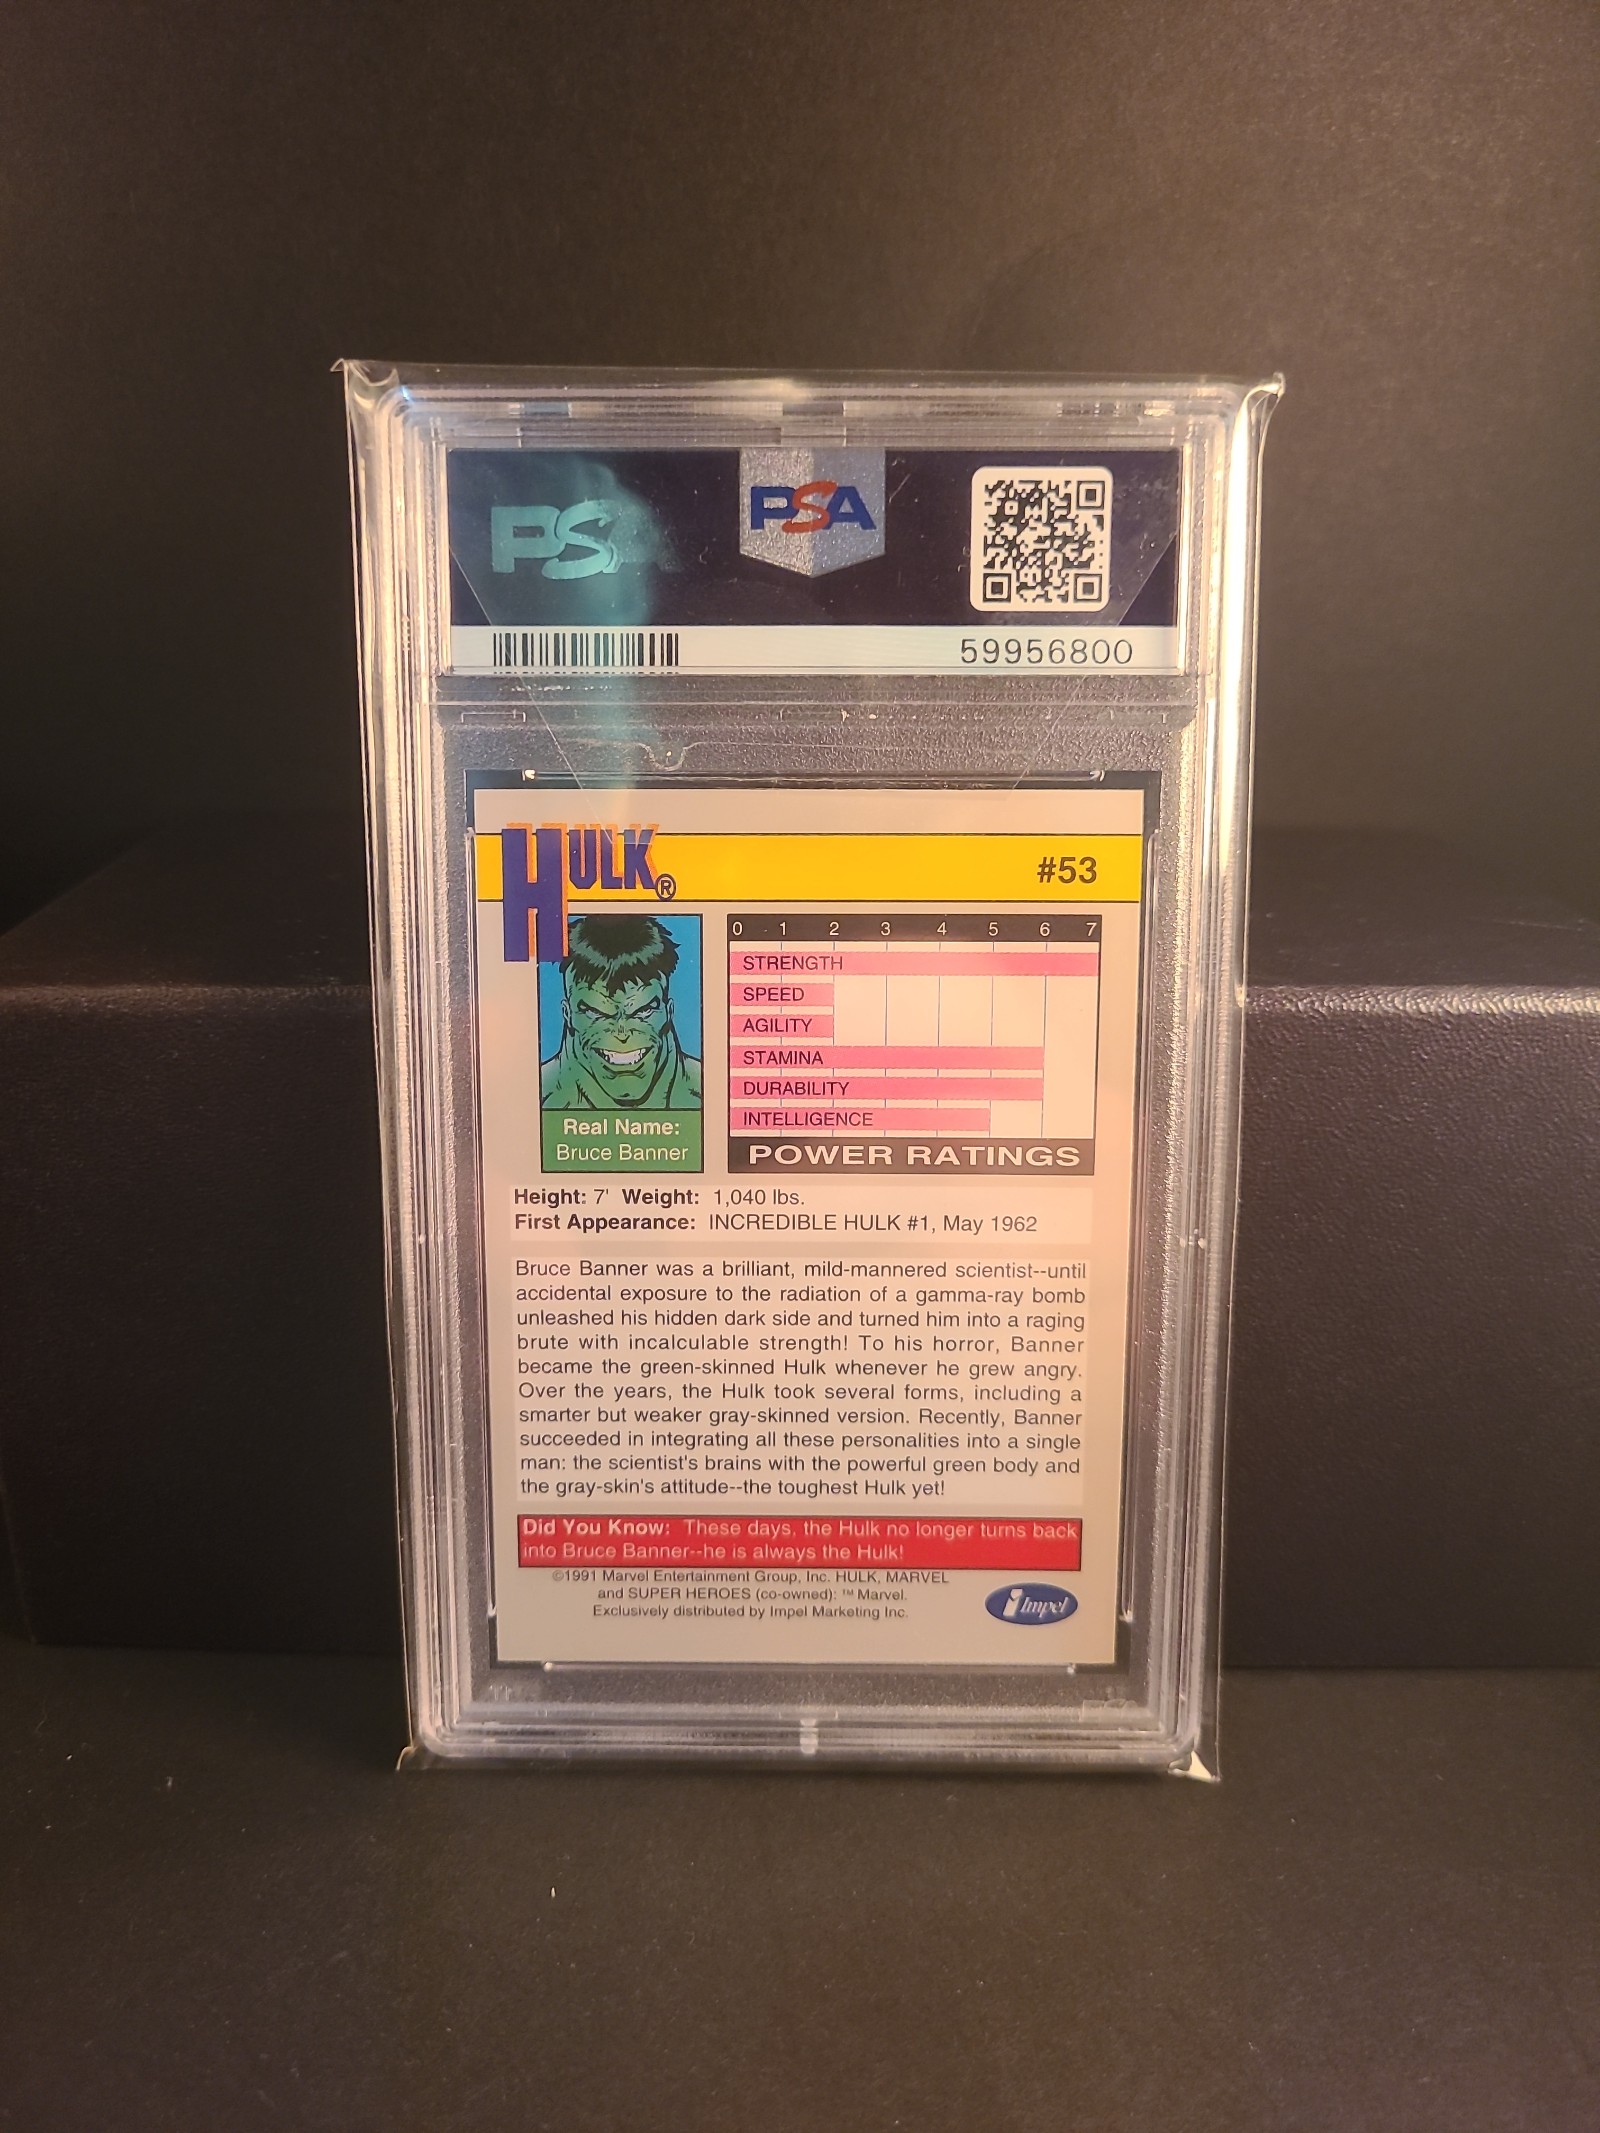 PSA
PSA
59956800
HULK®
#53
0 1 2 3 4 5 6 7
STRENGTH
SPEED
AGILITY
STAMINA
DURABILITY
INTELLIGENCE
POWER RATINGS
Real Name:
Bruce Banner
Height: 7' Weight: 1,040 lbs.
First Appearance: INCREDIBLE HULK #1, May 1962
Bruce Banner was a brilliant, mild-mannered scientist--until
accidental exposure to the radiation of a gamma-ray bomb
unleashed his hidden dark side and turned him into a raging
brute with incalculable strength! To his horror, Banner
became the green-skinned Hulk whenever he grew angry.
Over the years, the Hulk took several forms, including a
smarter but weaker gray-skinned version. Recently, Banner
succeeded in integrating all these personalities into a single
man: the scientist's brains with the powerful green body and
the gray-skin's attitude--the toughest Hulk yet!
Did You Know: These days, the Hulk no longer turns back
into Bruce Banner--he is always the Hulk!
©1991 Marvel Entertainment Group, Inc. HULK, MARVEL
and SUPER HEROES (co-owned): ™ Marvel.
Exclusively distributed by Impel Marketing Inc.
Impel